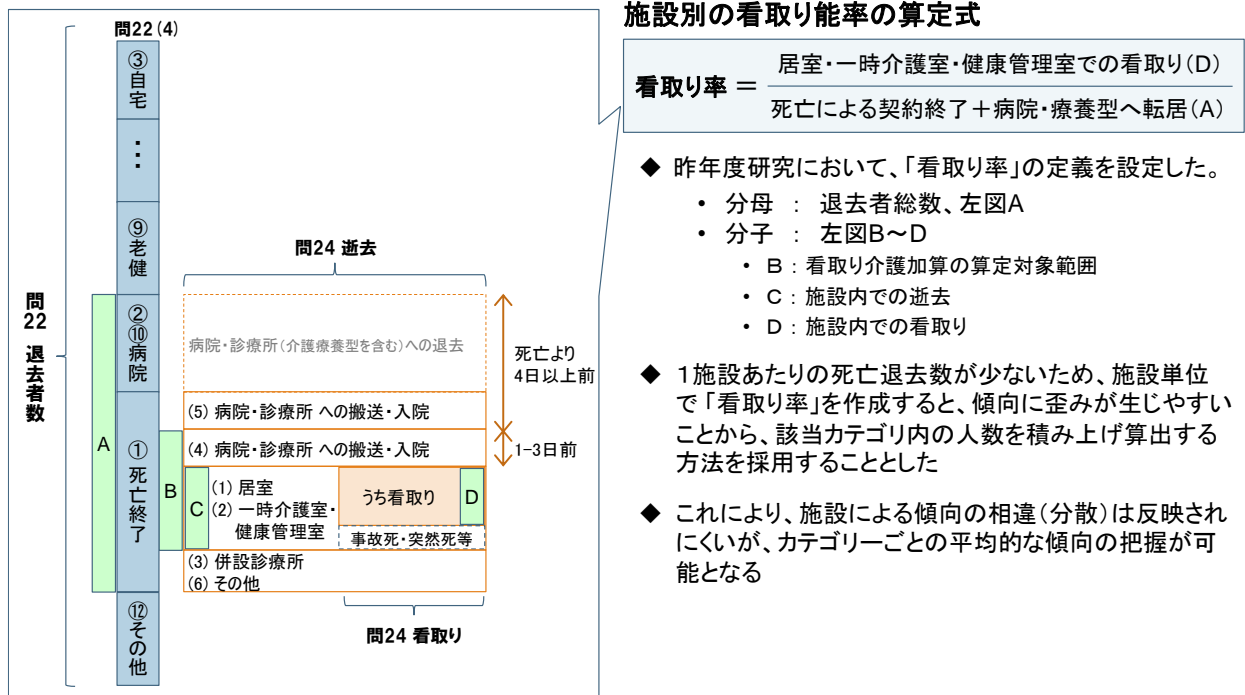 問22(4)
③自宅
⋮
⑨老健
②⑩病院
①死亡終了
⑫その他
問22 退去者数
A
B
C
D
問24 逝去
病院・診療所(介護療養型を含む)への退去
(5) 病院・診療所 への搬送・入院
(4) 病院・診療所 への搬送・入院
(1) 居室
(2) 一時介護室・
健康管理室
うち看取り
事故死・突然死等
(3) 併設診療所
(6) その他
問24 看取り
死亡より
4日以上前
1-3日前
施設別の看取り能率の算定式
看取り率 ＝
居室・一時介護室・健康管理室での看取り(D)
死亡による契約終了＋病院・療養型へ転居(A)
◆ 昨年度研究において、「看取り率」の定義を設定した。
• 分母 ： 退去者総数、左図A
• 分子 ： 左図B～D
• B：看取り介護加算の算定対象範囲
• C：施設内での逝去
• D：施設内での看取り
◆ １施設あたりの死亡退去数が少ないため、施設単位
で「看取り率」を作成すると、傾向に歪みが生じやすい
ことから、該当カテゴリ内の人数を積み上げ算出する
方法を採用することとした
◆ これにより、施設による傾向の相違(分散)は反映され
にくいが、カテゴリーごとの平均的な傾向の把握が可
能となる